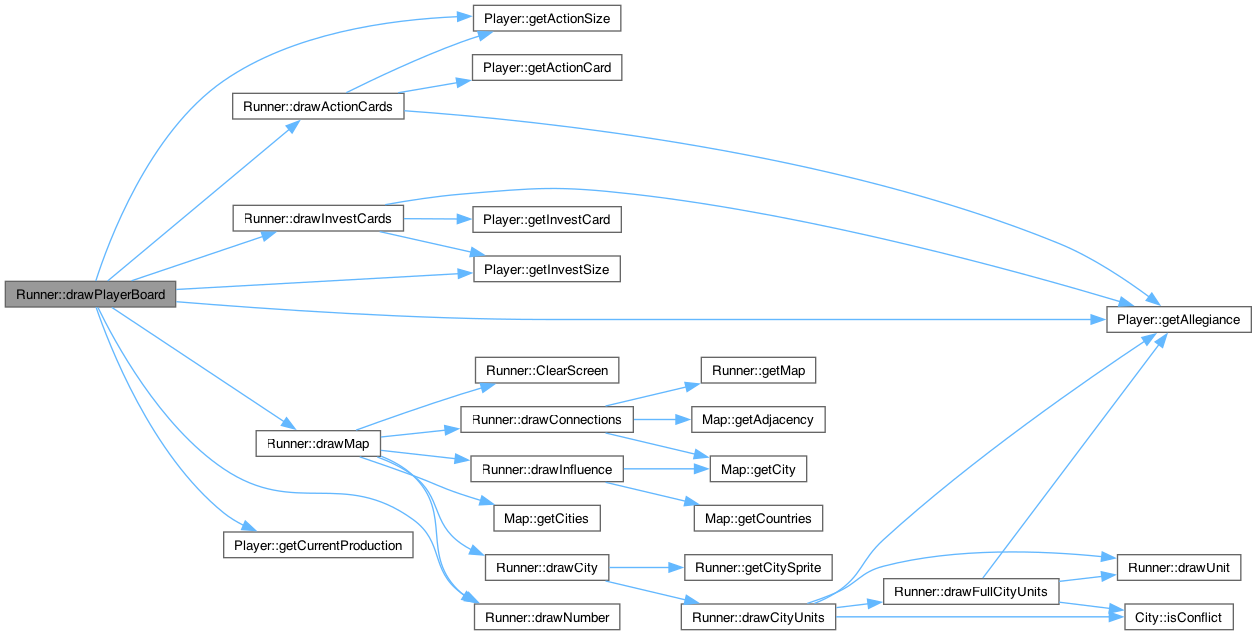 Player::getActionSize
Player::getActionCard
Runner::drawActionCards
Runner::drawInvestCards
Player::getInvestCard
Player::getInvestSize
Runner::drawPlayerBoard
Player::getAllegiance
Runner::ClearScreen
Runner::getMap
Runner::drawConnections
Map::getAdjacency
Runner::drawMap
Runner::drawInfluence
Map::getCity
Map::getCities
Map::getCountries
Player::getCurrentProduction
Runner::drawCity
Runner::getCitySprite
Runner::drawUnit
Runner::drawFullCityUnits
Runner::drawNumber
Runner::drawCityUnits
City::isConflict